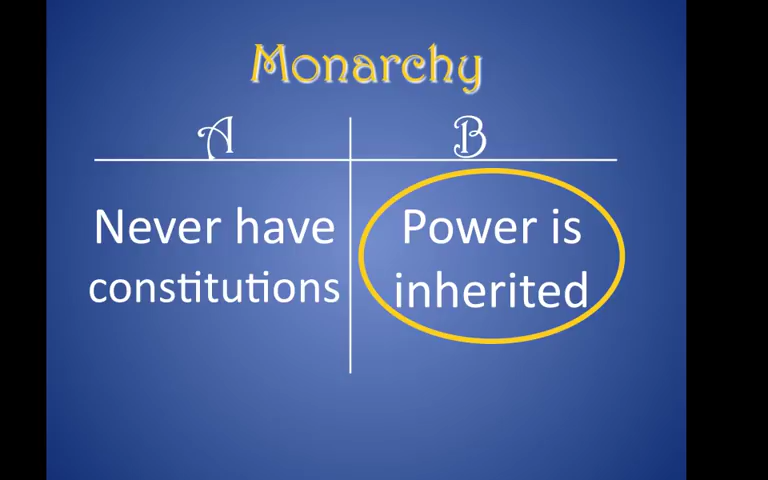 Monarchy
A B
Never have
constitutions
Power is
inherited